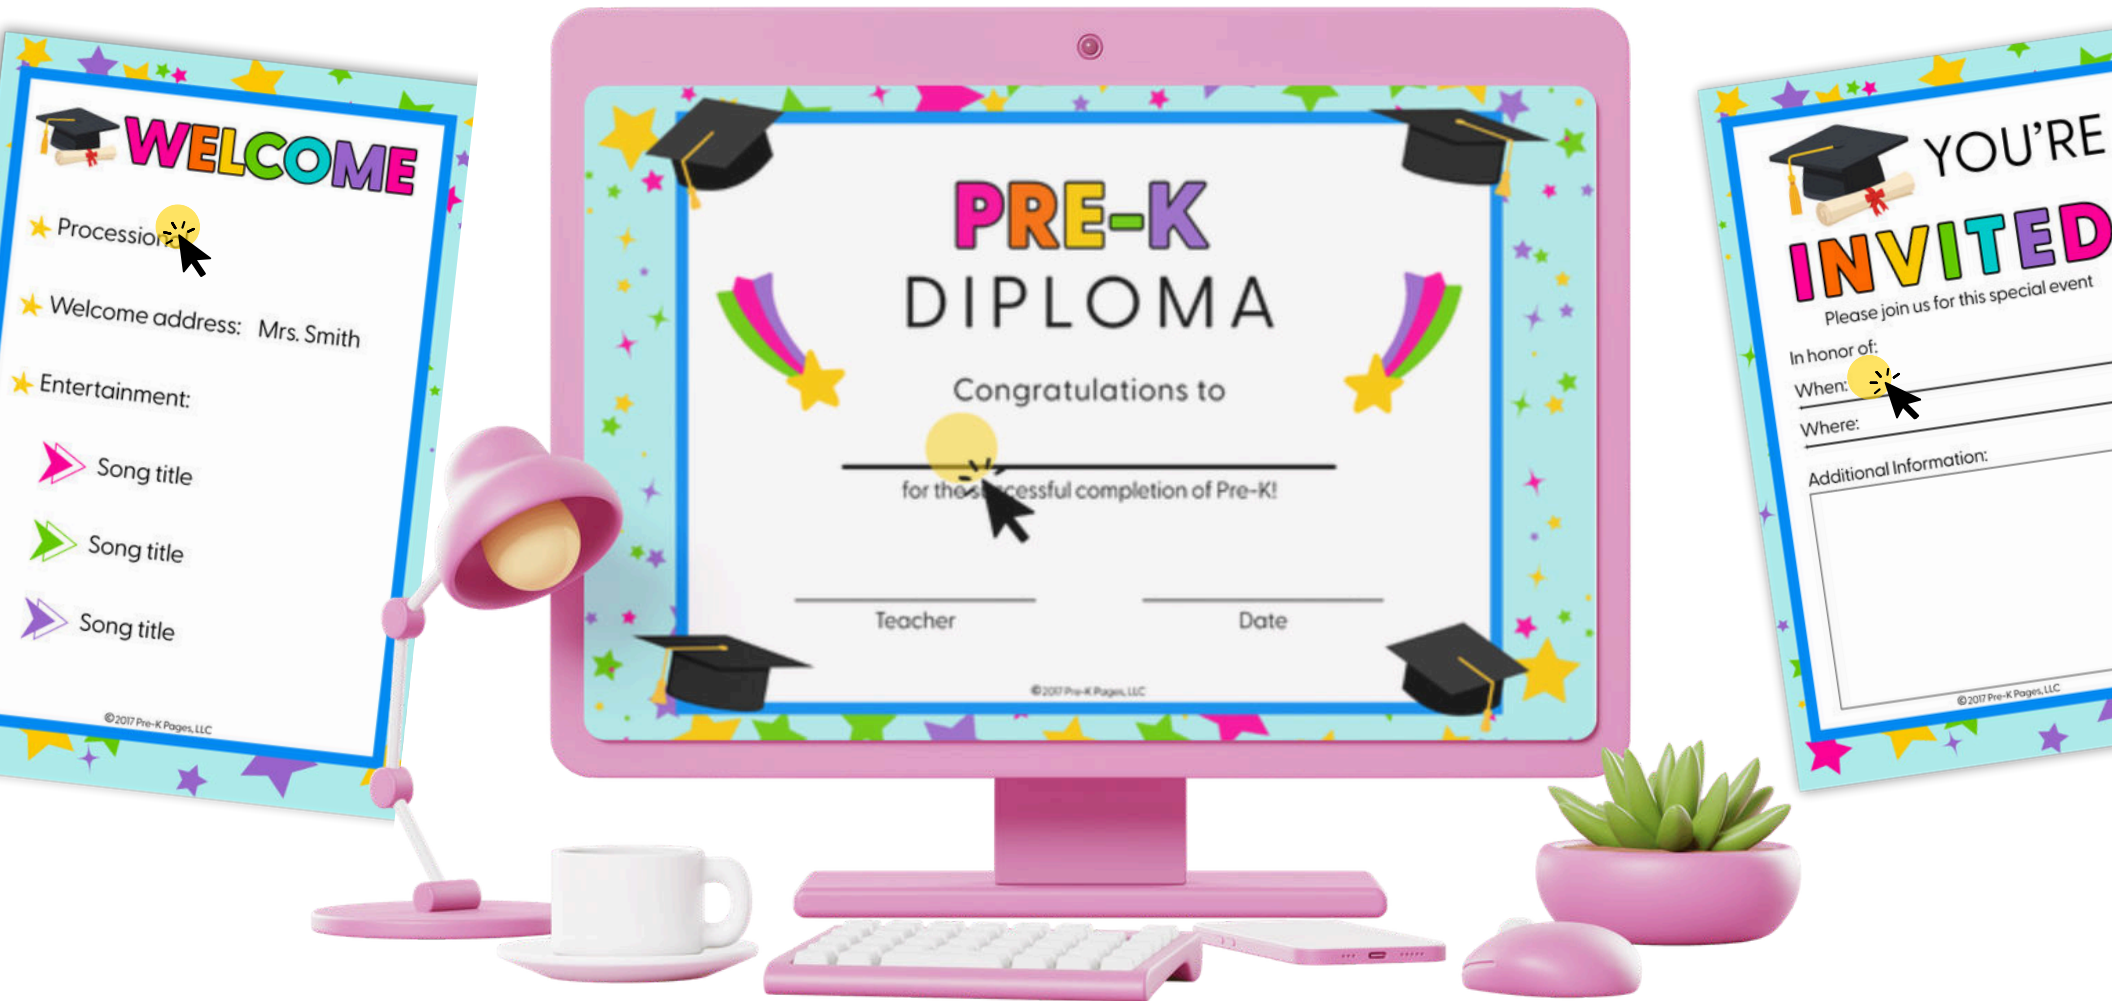 WELCOME
Processional
Welcome address: Mrs. Smith
Entertainment:
Song title
Song title
Song title
©2017 Pre-K Pages, LLC
PRE-K
DIPLOMA
Congratulations to
for the successful completion of Pre-K!
Teacher
Date
©2017 Pre-K Pages, LLC
YOU'RE
INVITED
Please join us for this special event
In honor of:
When:
Where:
Additional Information:
©2017 Pre-K Pages, LLC